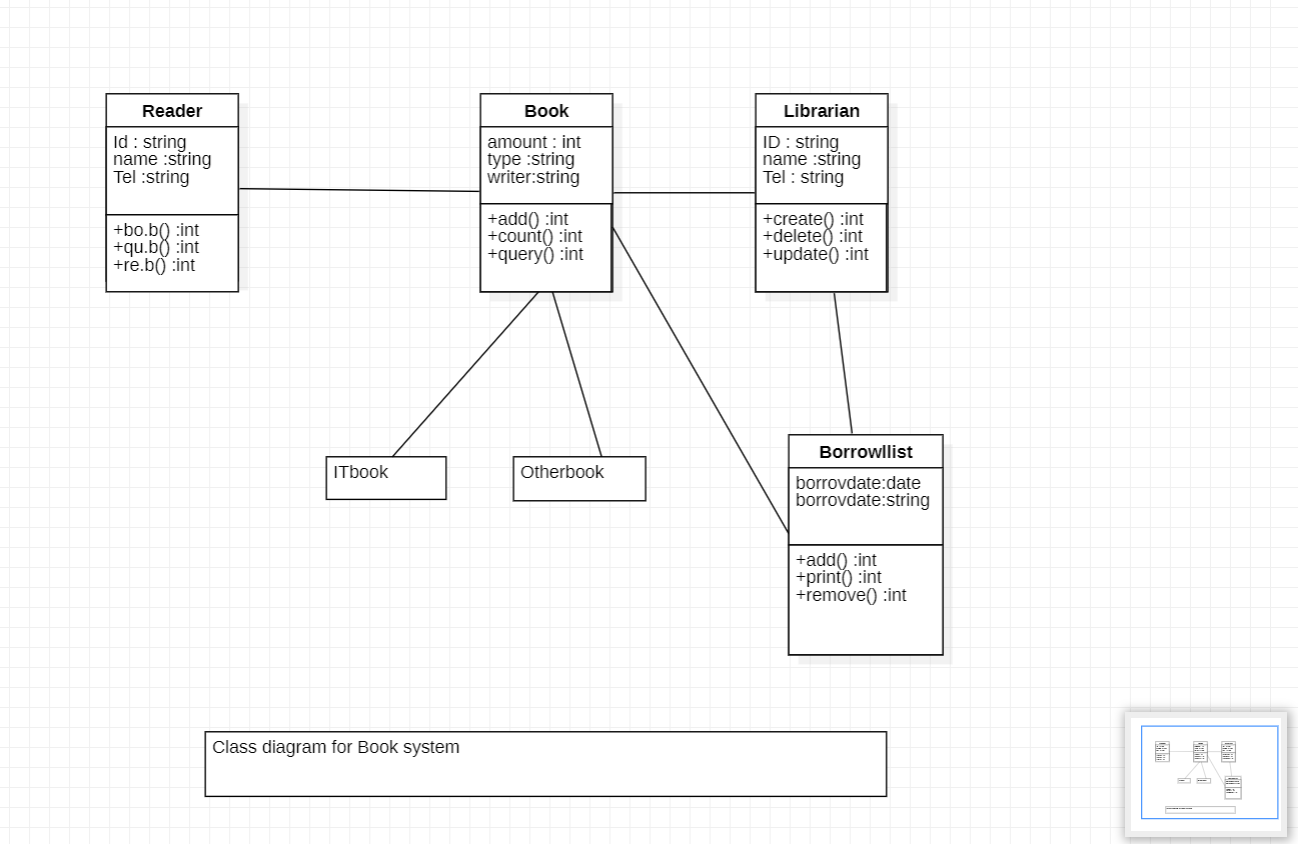 Reader
Id : string
name :string
Tel :string
+bo.b() :int
+qu.b() :int
+re.b() :int
Book
amount : int
type :string
writer:string
+add() :int
+count() :int
+query() :int
Librarian
ID : string
name :string
Tel : string
+create() :int
+delete() :int
+update() :int
ITbook
Otherbook
Borrowllist
borrovdate:date
borrovdate:string
+add() :int
+print() :int
+remove() :int
Class diagram for Book system